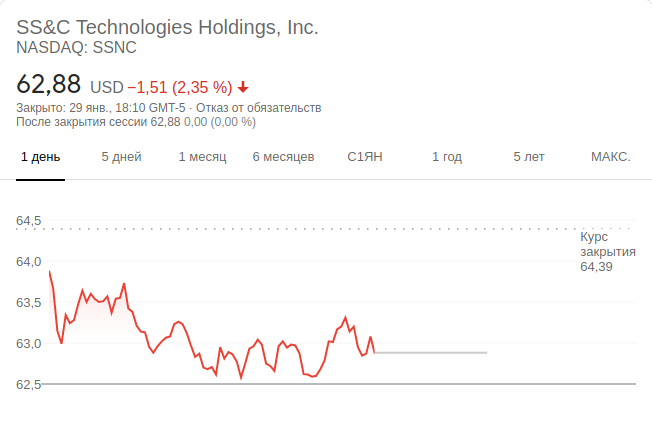 SS&C Technologies Holdings, Inc.
NASDAQ: SSNC
62,88 USD −1,51 (2,35 %)
Закрыто: 29 янв., 18:10 GMT-5 · Отказ от обязательств
После закрытия сессии 62,88 0,00 (0,00 %)
1 день 5 дней 1 месяц 6 месяцев С1ЯН 1 год 5 лет МАКС.
64,5
Курс
закрытия
64,39
64,0
63,5
63,0
62,5